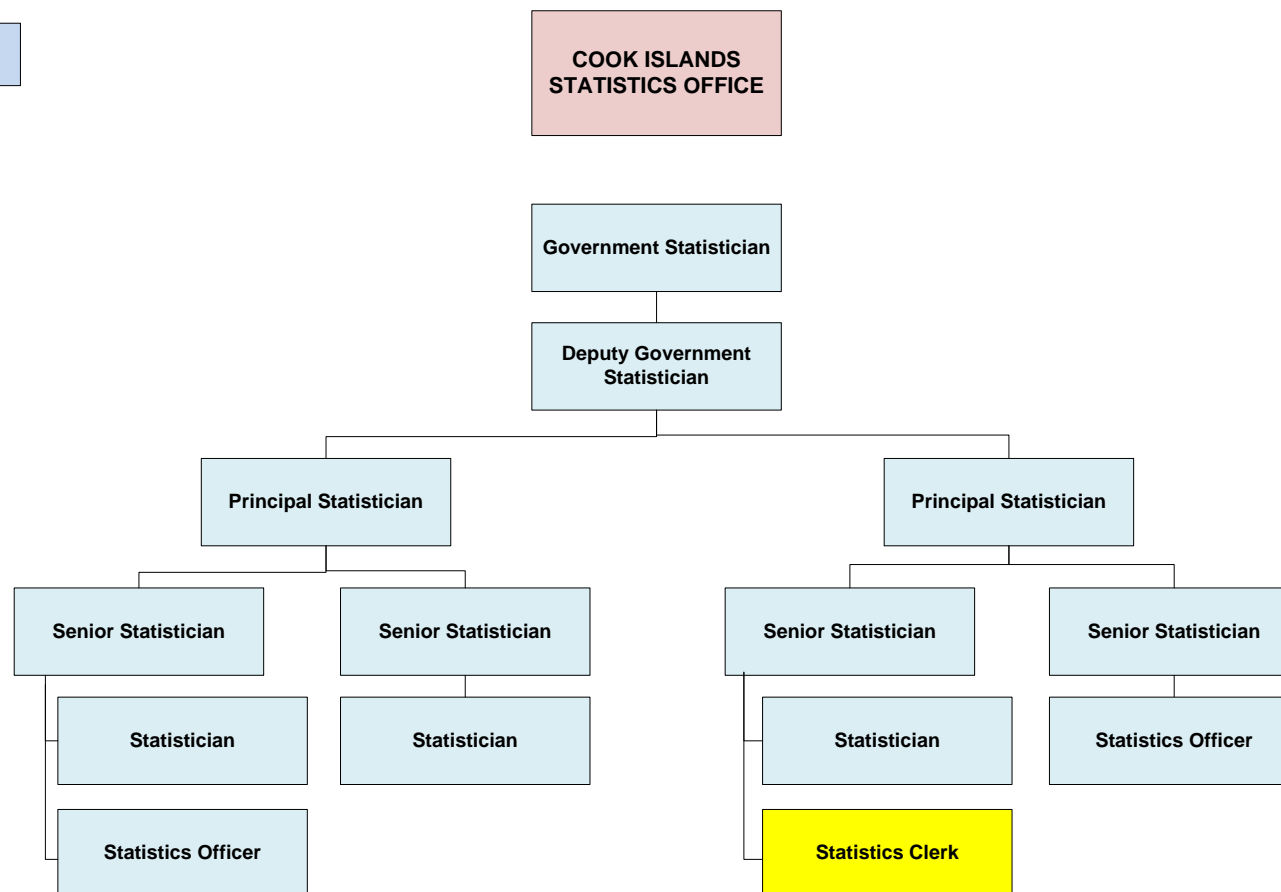 COOK ISLANDS
STATISTICS OFFICE
Government Statistician
Deputy Government
Statistician
Principal Statistician
Principal Statistician
Senior Statistician
Senior Statistician
Senior Statistician
Senior Statistician
Statistician
Statistician
Statistician
Statistics Officer
Statistics Officer
Statistics Clerk